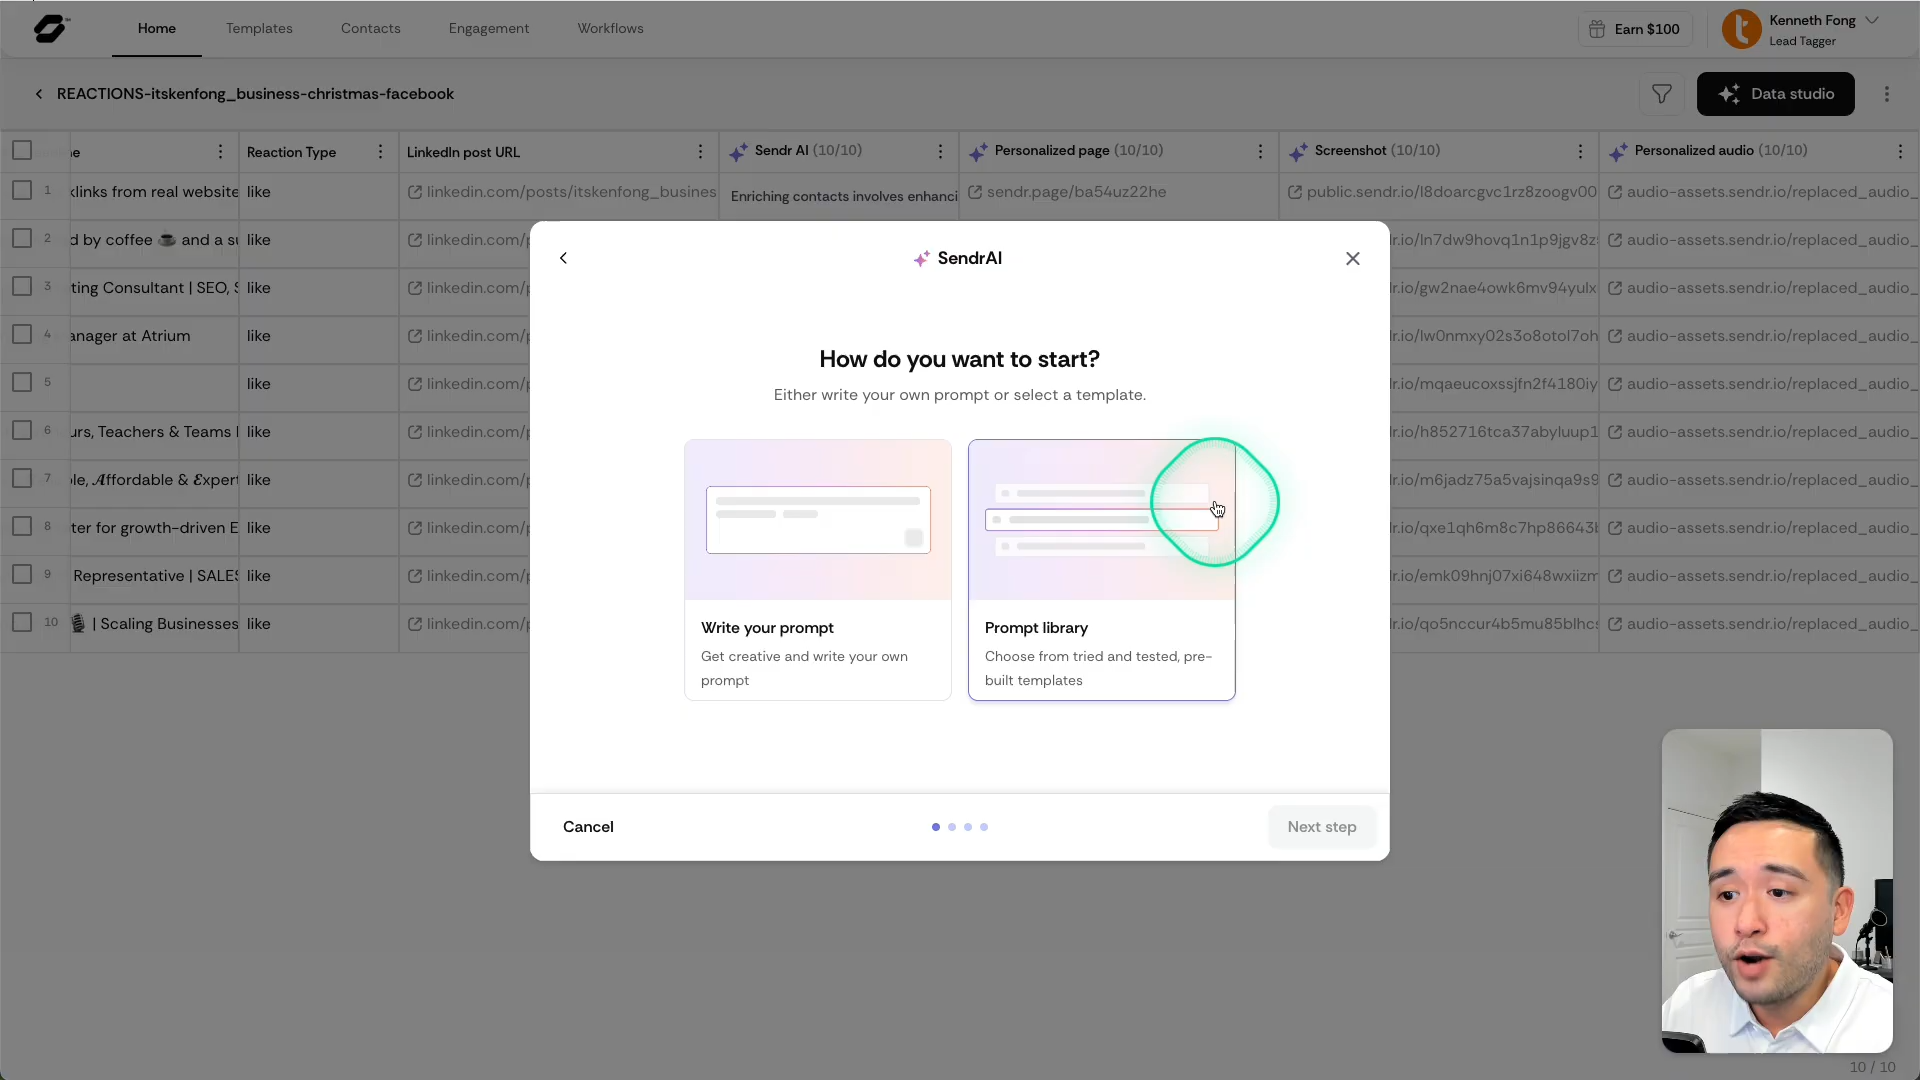 Home
Templates
Contacts
Engagement
Workflows
Earn $100
Kenneth Fong
Lead Tagger
REACTIONS-itskenfong_business-christmas-facebook
Data studio
Reaction Type
LinkedIn post URL
Sendr AI (10/10)
Personalized page (10/10)
Screenshot (10/10)
Personalized audio (10/10)
1 klinks from real website like linkedin.com/posts/itskenfong_busines Enriching contacts involves enhanci sendr.page/ba54uz22he public.sendr.io/l8doarcgvc1rz8zoogv00 audio-assets.sendr.io/replaced_audio_
2 d by coffee ☕ and a su like linkedin.com/p r.io/ln7dw9hovq1n1p9jgv8z audio-assets.sendr.io/replaced_audio_
3 ting Consultant | SEO, S like linkedin.com/p r.io/gw2nae4owk6mv94yulx audio-assets.sendr.io/replaced_audio_
4 anager at Atrium like linkedin.com/p r.io/lw0nmxy02s3o8otol7oh audio-assets.sendr.io/replaced_audio_
5 like linkedin.com/p r.io/mqaeucoxssjfn2f4180iy audio-assets.sendr.io/replaced_audio_
6 urs, Teachers & Teams like linkedin.com/p r.io/h852716tca37abyluup1 audio-assets.sendr.io/replaced_audio_
7 ole, 𝑨ffordable & 𝓔xpert like linkedin.com/p r.io/m6jadz75a5vajsinqa9s9 audio-assets.sendr.io/replaced_audio_
8 ter for growth-driven E like linkedin.com/p r.io/qxe1qh6m8c7hp86643 audio-assets.sendr.io/replaced_audio_
9 Representative | SALES like linkedin.com/p r.io/emk09hnj07xi648wxiizm audio-assets.sendr.io/replaced_audio_
10 🎙 | Scaling Businesses like linkedin.com/p r.io/qo5nccur4b5mu85blhc audio-assets.sendr.io/replaced_audio_
SendrAI
How do you want to start?
Either write your own prompt or select a template.
Write your prompt
Get creative and write your own
prompt
Prompt library
Choose from tried and tested, pre-
built templates
Cancel
Next step
10 / 10